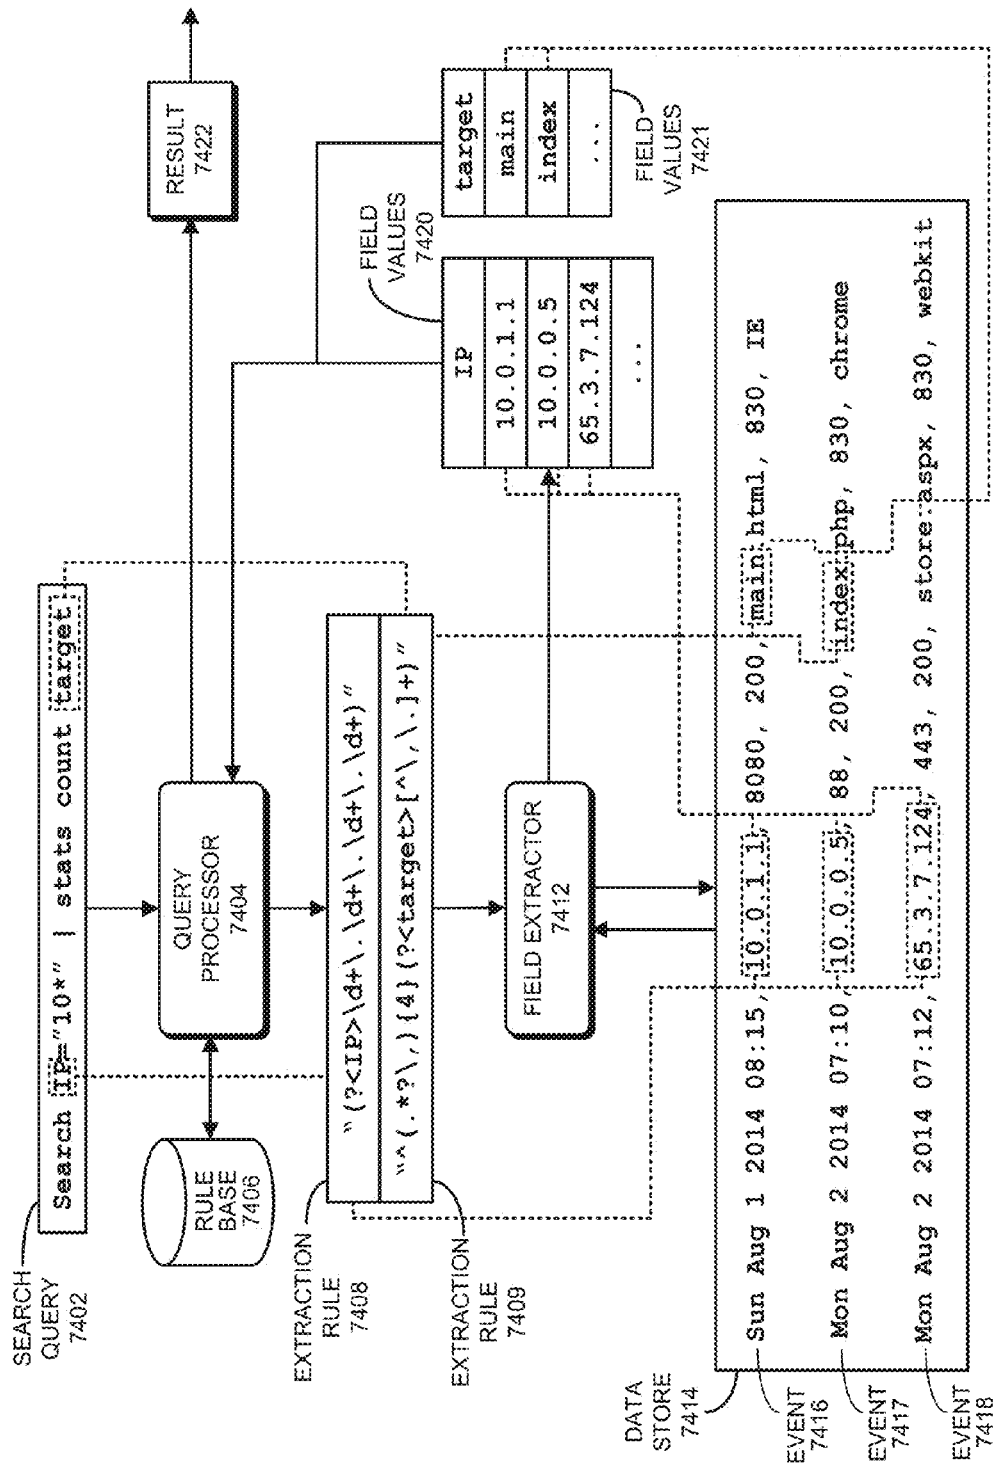 SEARCH
QUERY
7402
Search IP="10*" | stats count target
RULE
BASE
7406
QUERY
PROCESSOR
7404
RESULT
7422
EXTRACTION
RULE
7408
"(?<IP>\d+\.\d+\.\d+\.\d+)"
"^(.*?\,){4}(?<target>[^\,\.]+)"
EXTRACTION
RULE
7409
FIELD EXTRACTOR
7412
FIELD
VALUES
7420
IP
10.0.1.1
10.0.0.5
65.3.7.124
...
target
main
index
...
FIELD
VALUES
7421
DATA
STORE
7414
EVENT
7416
Sun Aug 1 2014 08:15, 10.0.1.1, 8080, 200, main.html, 830, IE
EVENT
7417
Mon Aug 2 2014 07:10, 10.0.0.5, 88, 200, index.php, 830, chrome
EVENT
7418
Mon Aug 2 2014 07:12, 65.3.7.124, 443, 200, store.aspx, 830, webkit